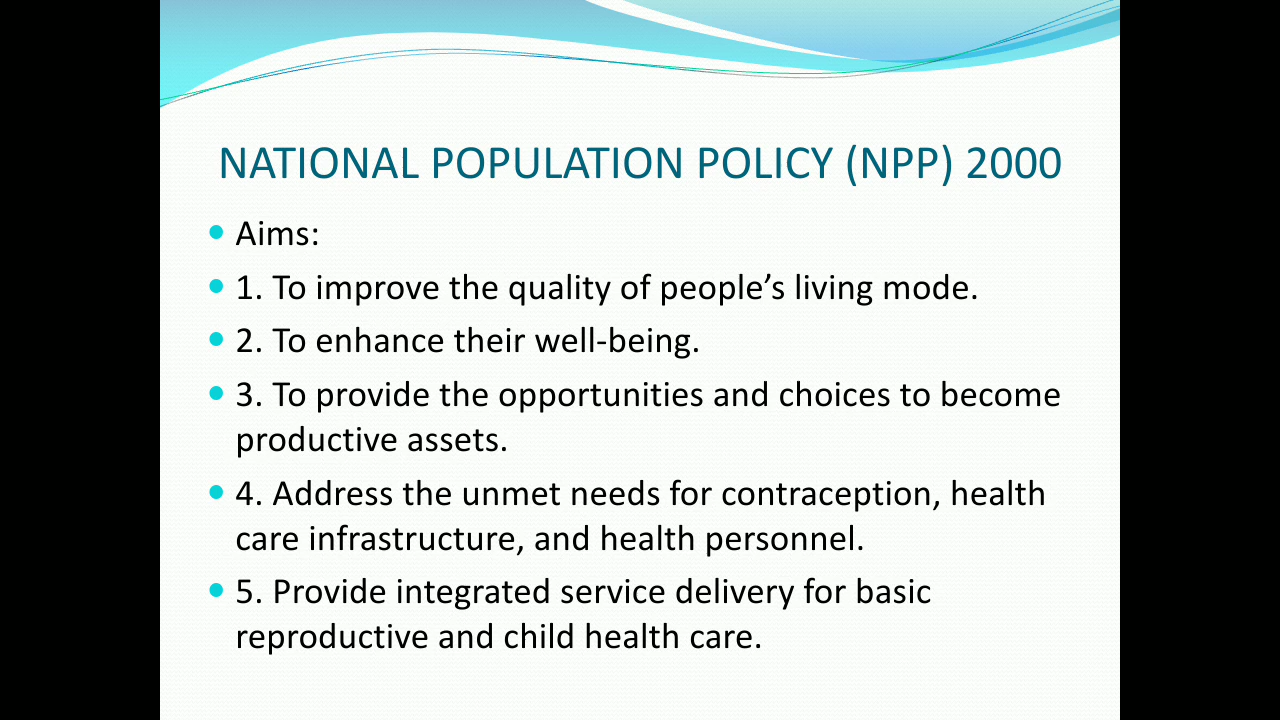 NATIONAL POPULATION POLICY (NPP) 2000
Aims:
1. To improve the quality of people’s living mode.
2. To enhance their well-being.
3. To provide the opportunities and choices to become
productive assets.
4. Address the unmet needs for contraception, health
care infrastructure, and health personnel.
5. Provide integrated service delivery for basic
reproductive and child health care.